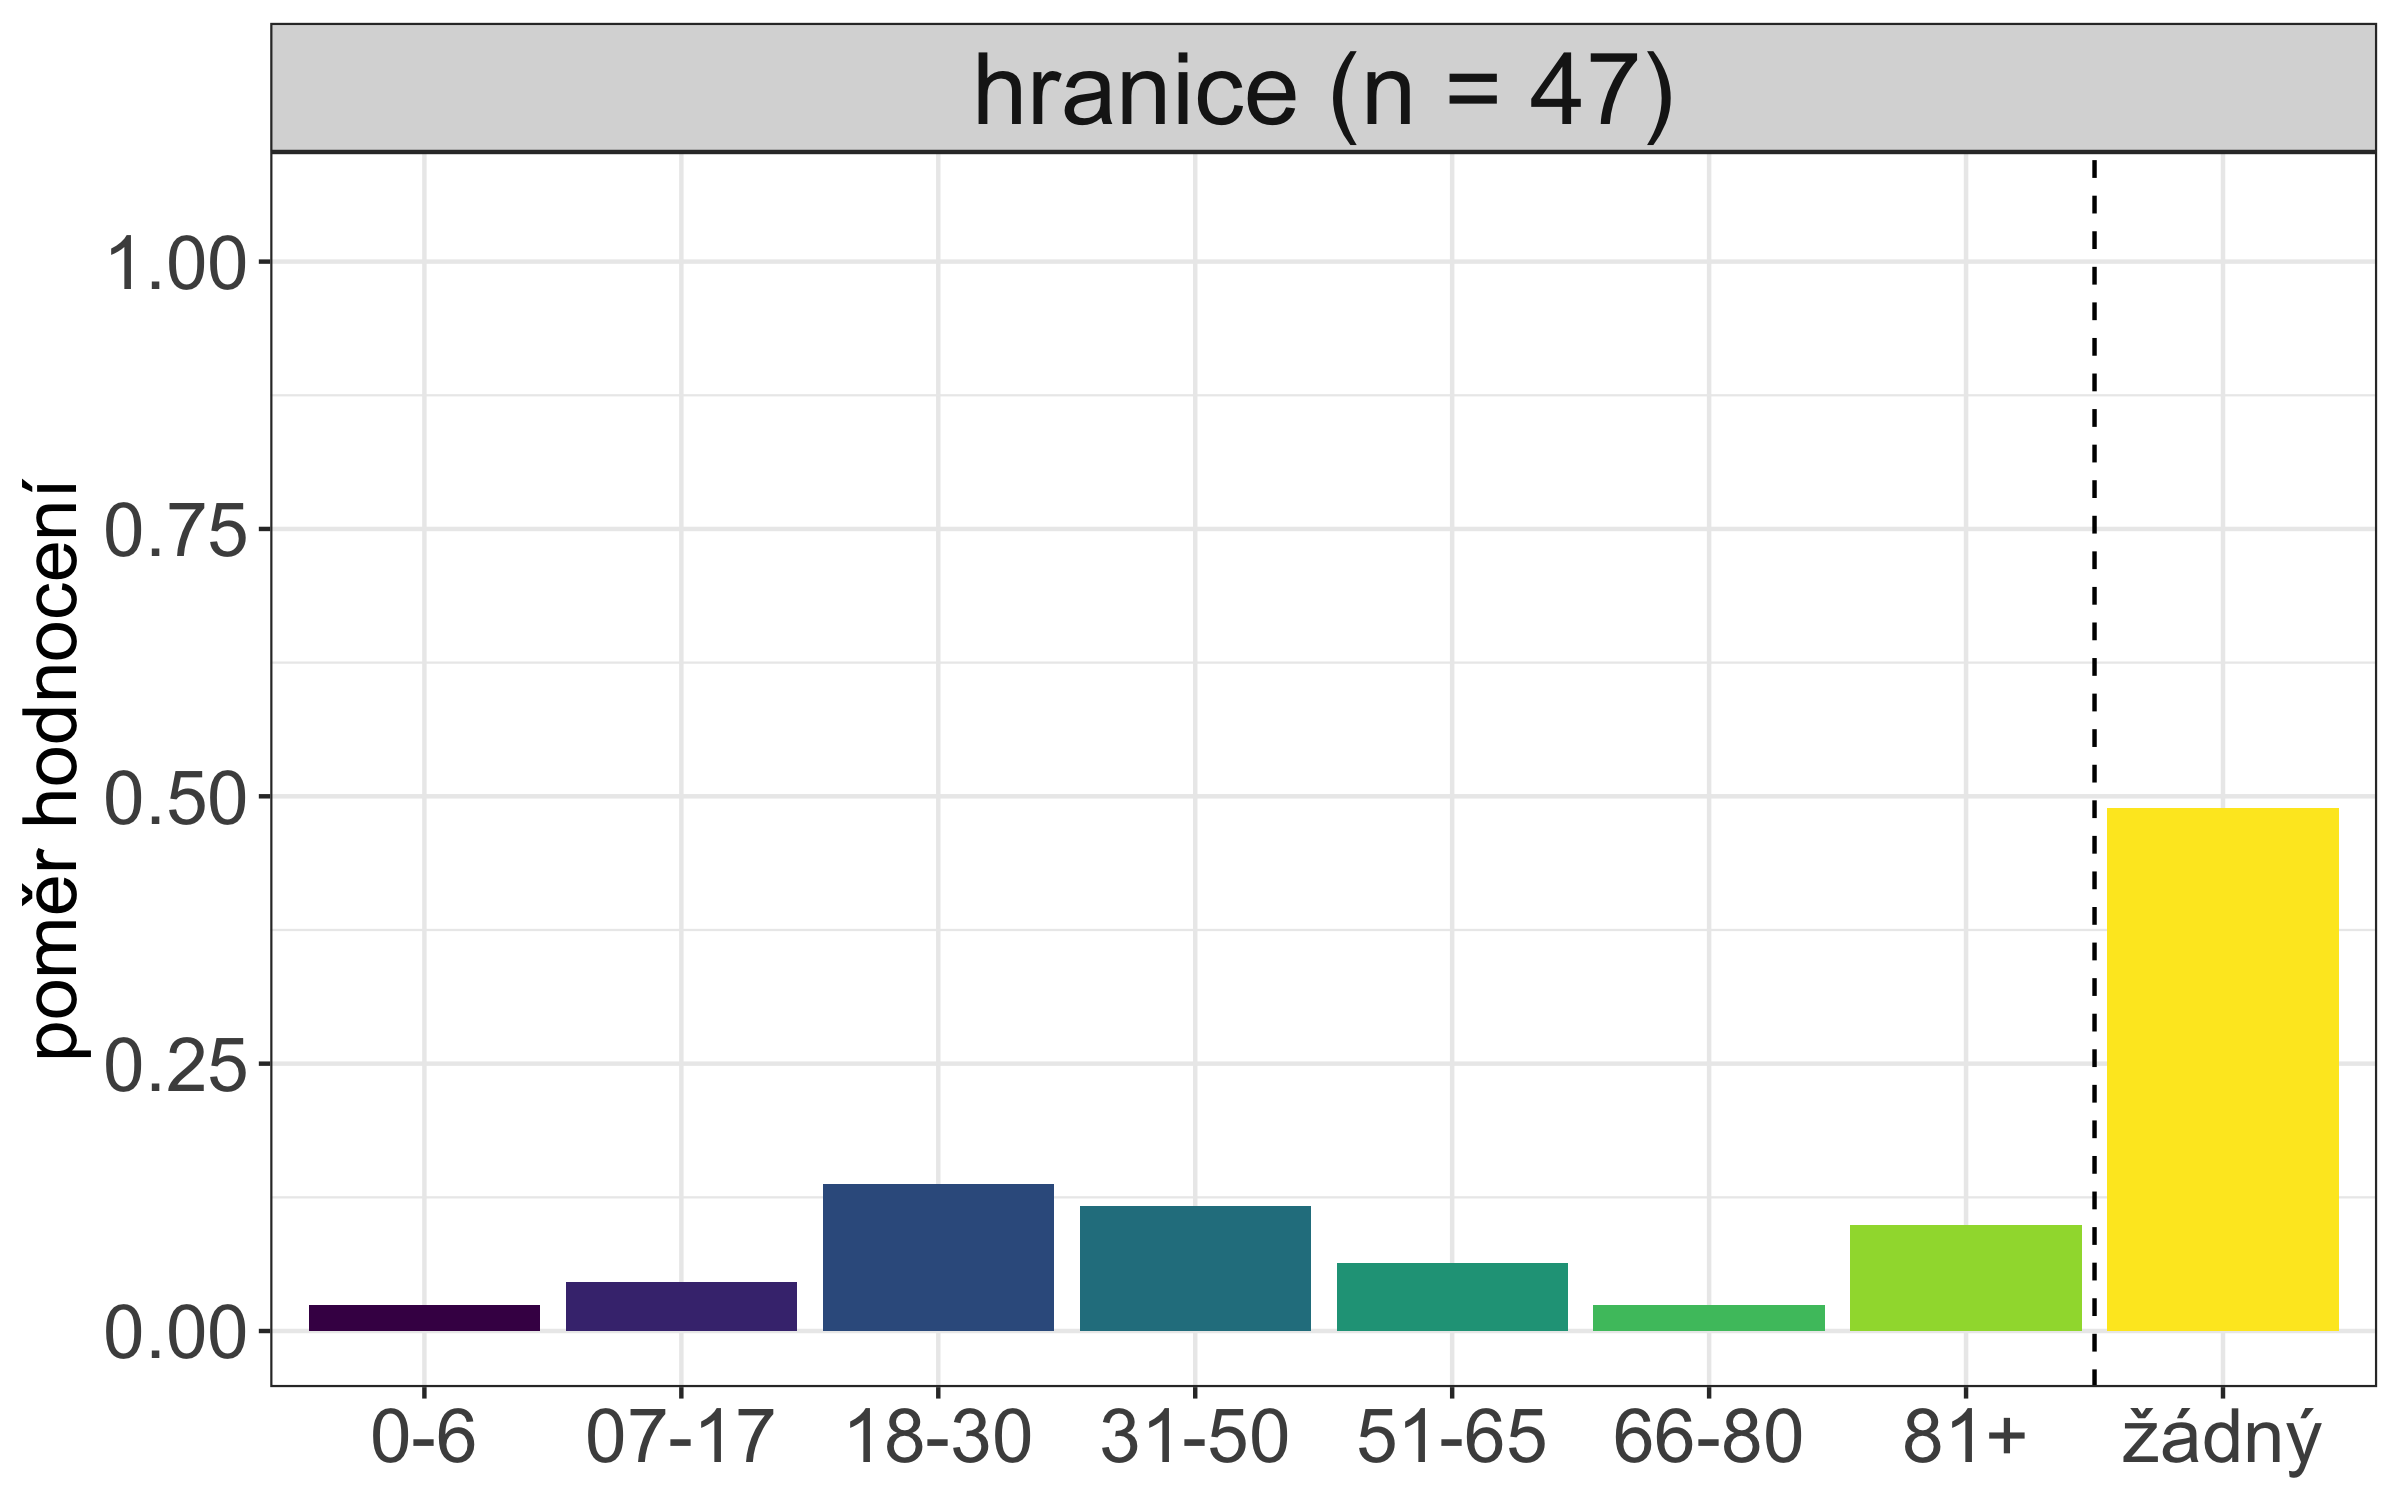 hranice (n = 47)
poměr hodnocení
1.00
0.75
0.50
0.25
0.00
0-6 07-17 18-30 31-50 51-65 66-80 81+ žádný